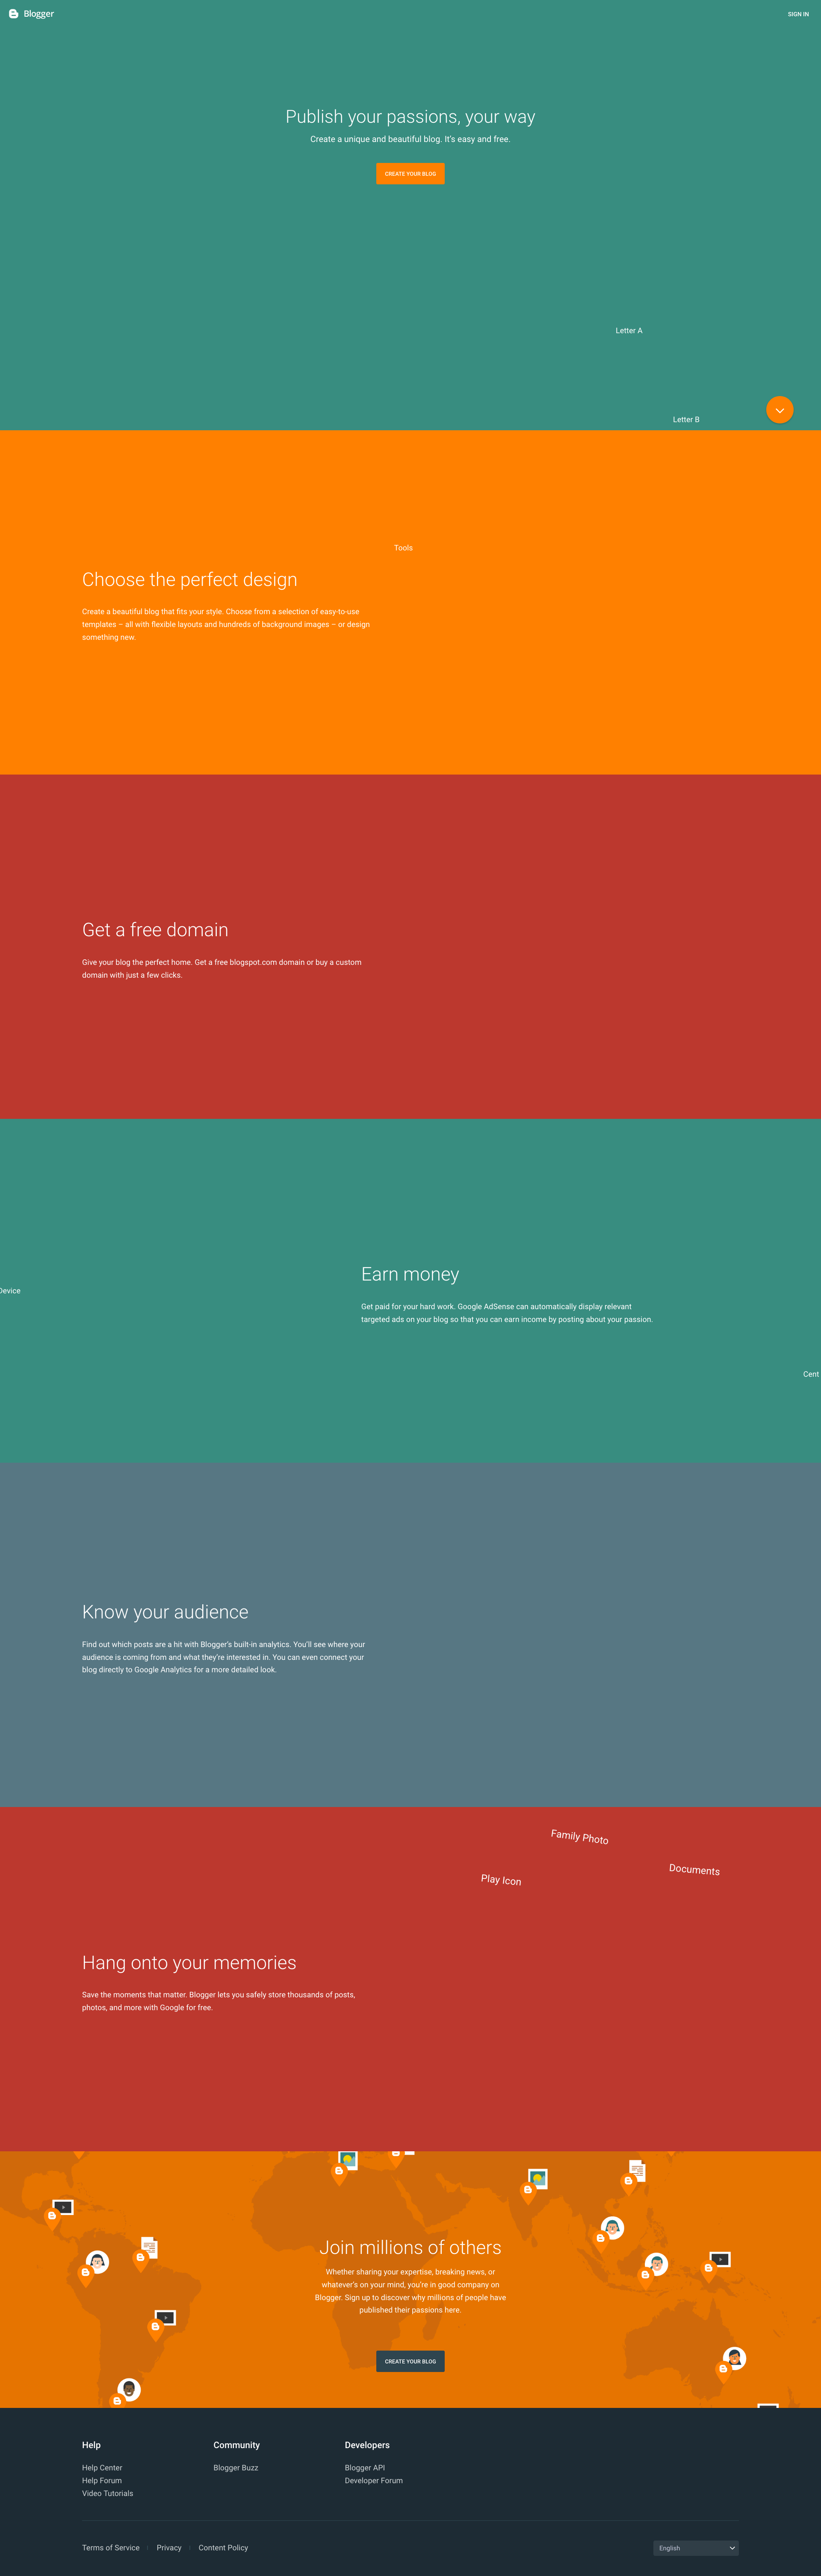 Blogger
SIGN IN
Publish your passions, your way
Create a unique and beautiful blog. It's easy and free.
CREATE YOUR BLOG
Letter A
Letter B
Tools
Choose the perfect design
Create a beautiful blog that fits your style. Choose from a selection of easy-to-use
templates – all with flexible layouts and hundreds of background images – or design
something new.
Get a free domain
Give your blog the perfect home. Get a free blogspot.com domain or buy a custom
domain with just a few clicks.
Earn money
Device
Get paid for your hard work. Google AdSense can automatically display relevant
targeted ads on your blog so that you can earn income by posting about your passion.
Cent
Know your audience
Find out which posts are a hit with Blogger's built-in analytics. You'll see where your
audience is coming from and what they're interested in. You can even connect your
blog directly to Google Analytics for a more detailed look.
Family Photo
Documents
Play Icon
Hang onto your memories
Save the moments that matter. Blogger lets you safely store thousands of posts,
photos, and more with Google for free.
Join millions of others
Whether sharing your expertise, breaking news, or
whatever's on your mind, you're in good company on
Blogger. Sign up to discover why millions of people have
published their passions here.
CREATE YOUR BLOG
Help
Help Center
Help Forum
Video Tutorials
Community
Blogger Buzz
Developers
Blogger API
Developer Forum
Terms of Service | Privacy | Content Policy
English